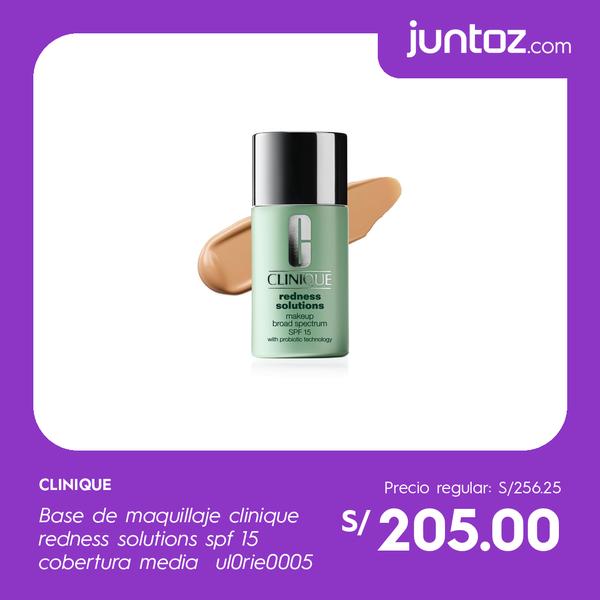 juntoz.com
C
CLINIQUE
redness
solutions
makeup
broad spectrum
SPF 15
with probiotic technology
CLINIQUE
Base de maquillaje clinique
redness solutions spf 15
cobertura media ul0rie0005
Precio regular: S/256.25
S/ 205.00